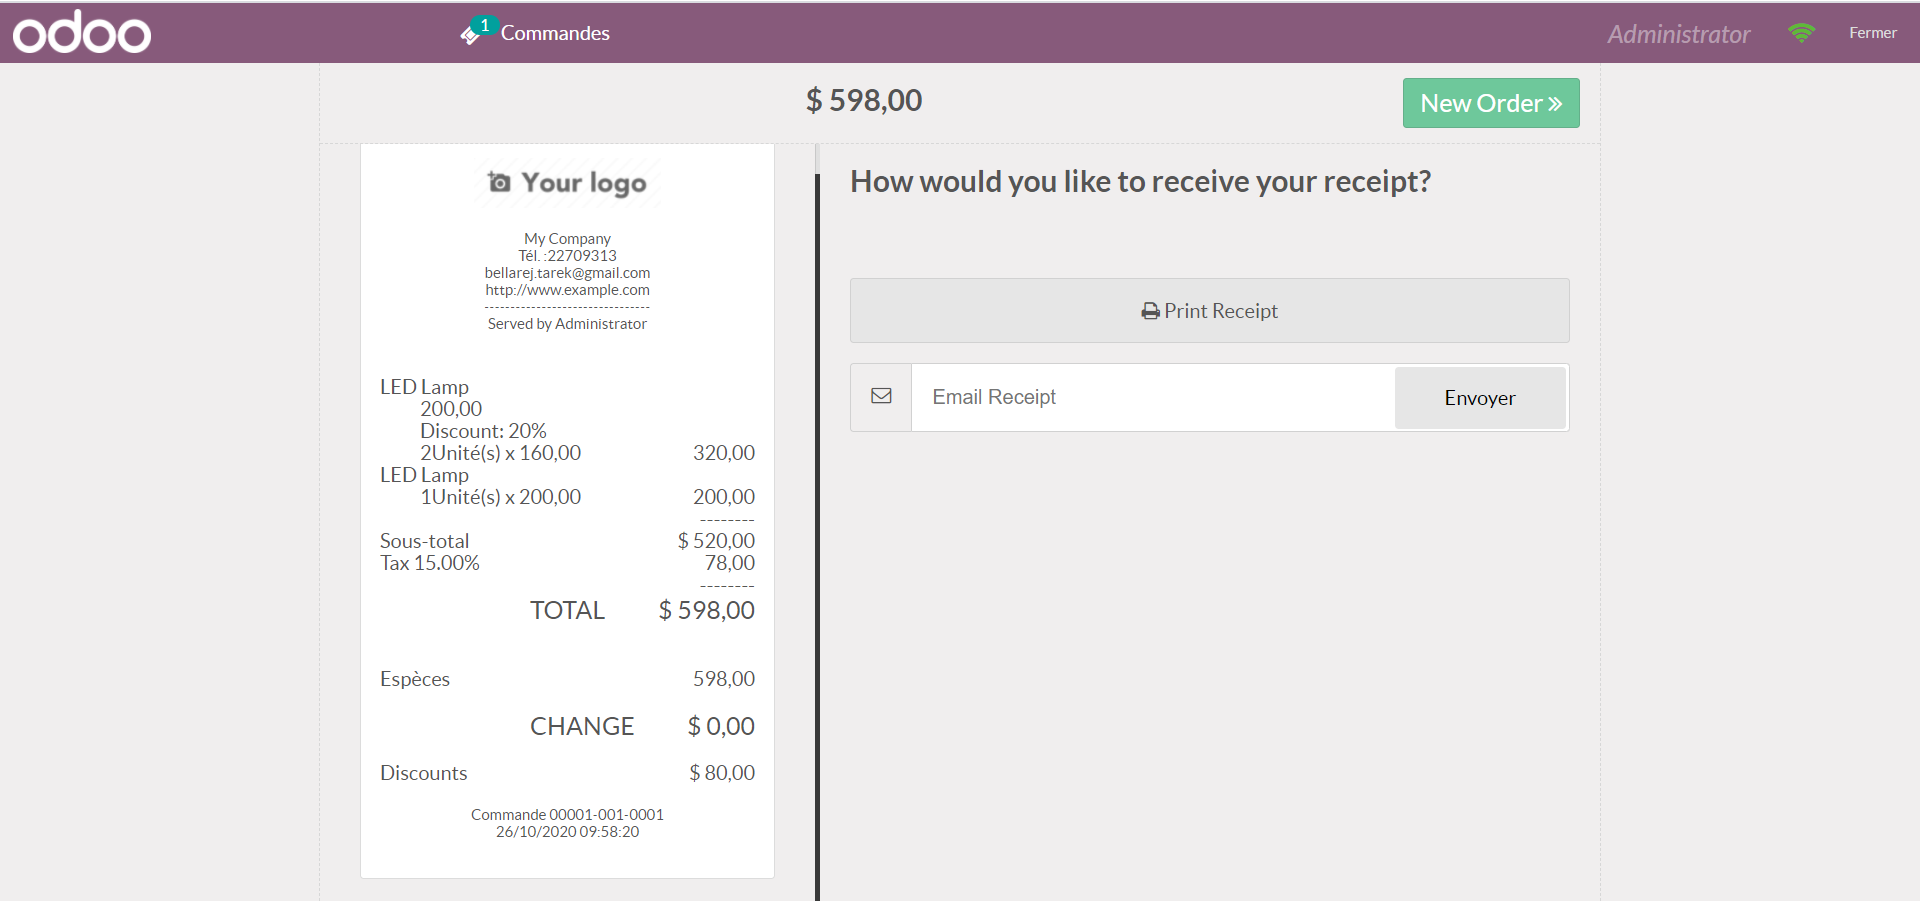 odoo
1 Commandes
Administrator
Fermer
$ 598,00
New Order
Your logo
My Company
Tél. :22709313
bellarej.tarek@gmail.com
http://www.example.com
--------------------------------
Served by Administrator
LED Lamp
200,00
Discount: 20%
2Unité(s) x 160,00 320,00
LED Lamp
1Unité(s) x 200,00 200,00
--------
Sous-total $ 520,00
Tax 15.00% 78,00
--------
TOTAL $ 598,00
Espèces 598,00
CHANGE $ 0,00
Discounts $ 80,00
Commande 00001-001-0001
26/10/2020 09:58:20
How would you like to receive your receipt?
Print Receipt
Email Receipt
Envoyer